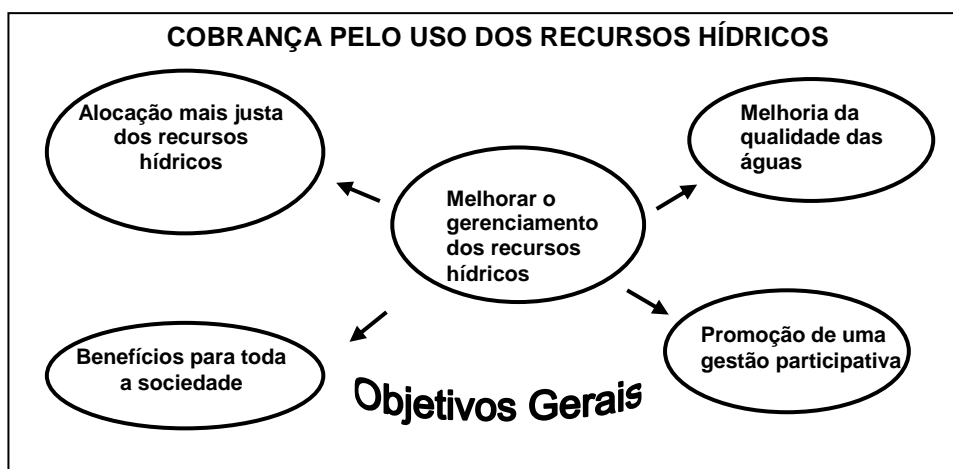 COBRANÇA PELO USO DOS RECURSOS HÍDRICOS
Alocação mais justa
dos recursos
hídricos
Melhoria da
qualidade das
águas
Melhorar o
gerenciamento
dos recursos
hídricos
Benefícios para toda
a sociedade
Promoção de uma
gestão participativa
Objetivos Gerais